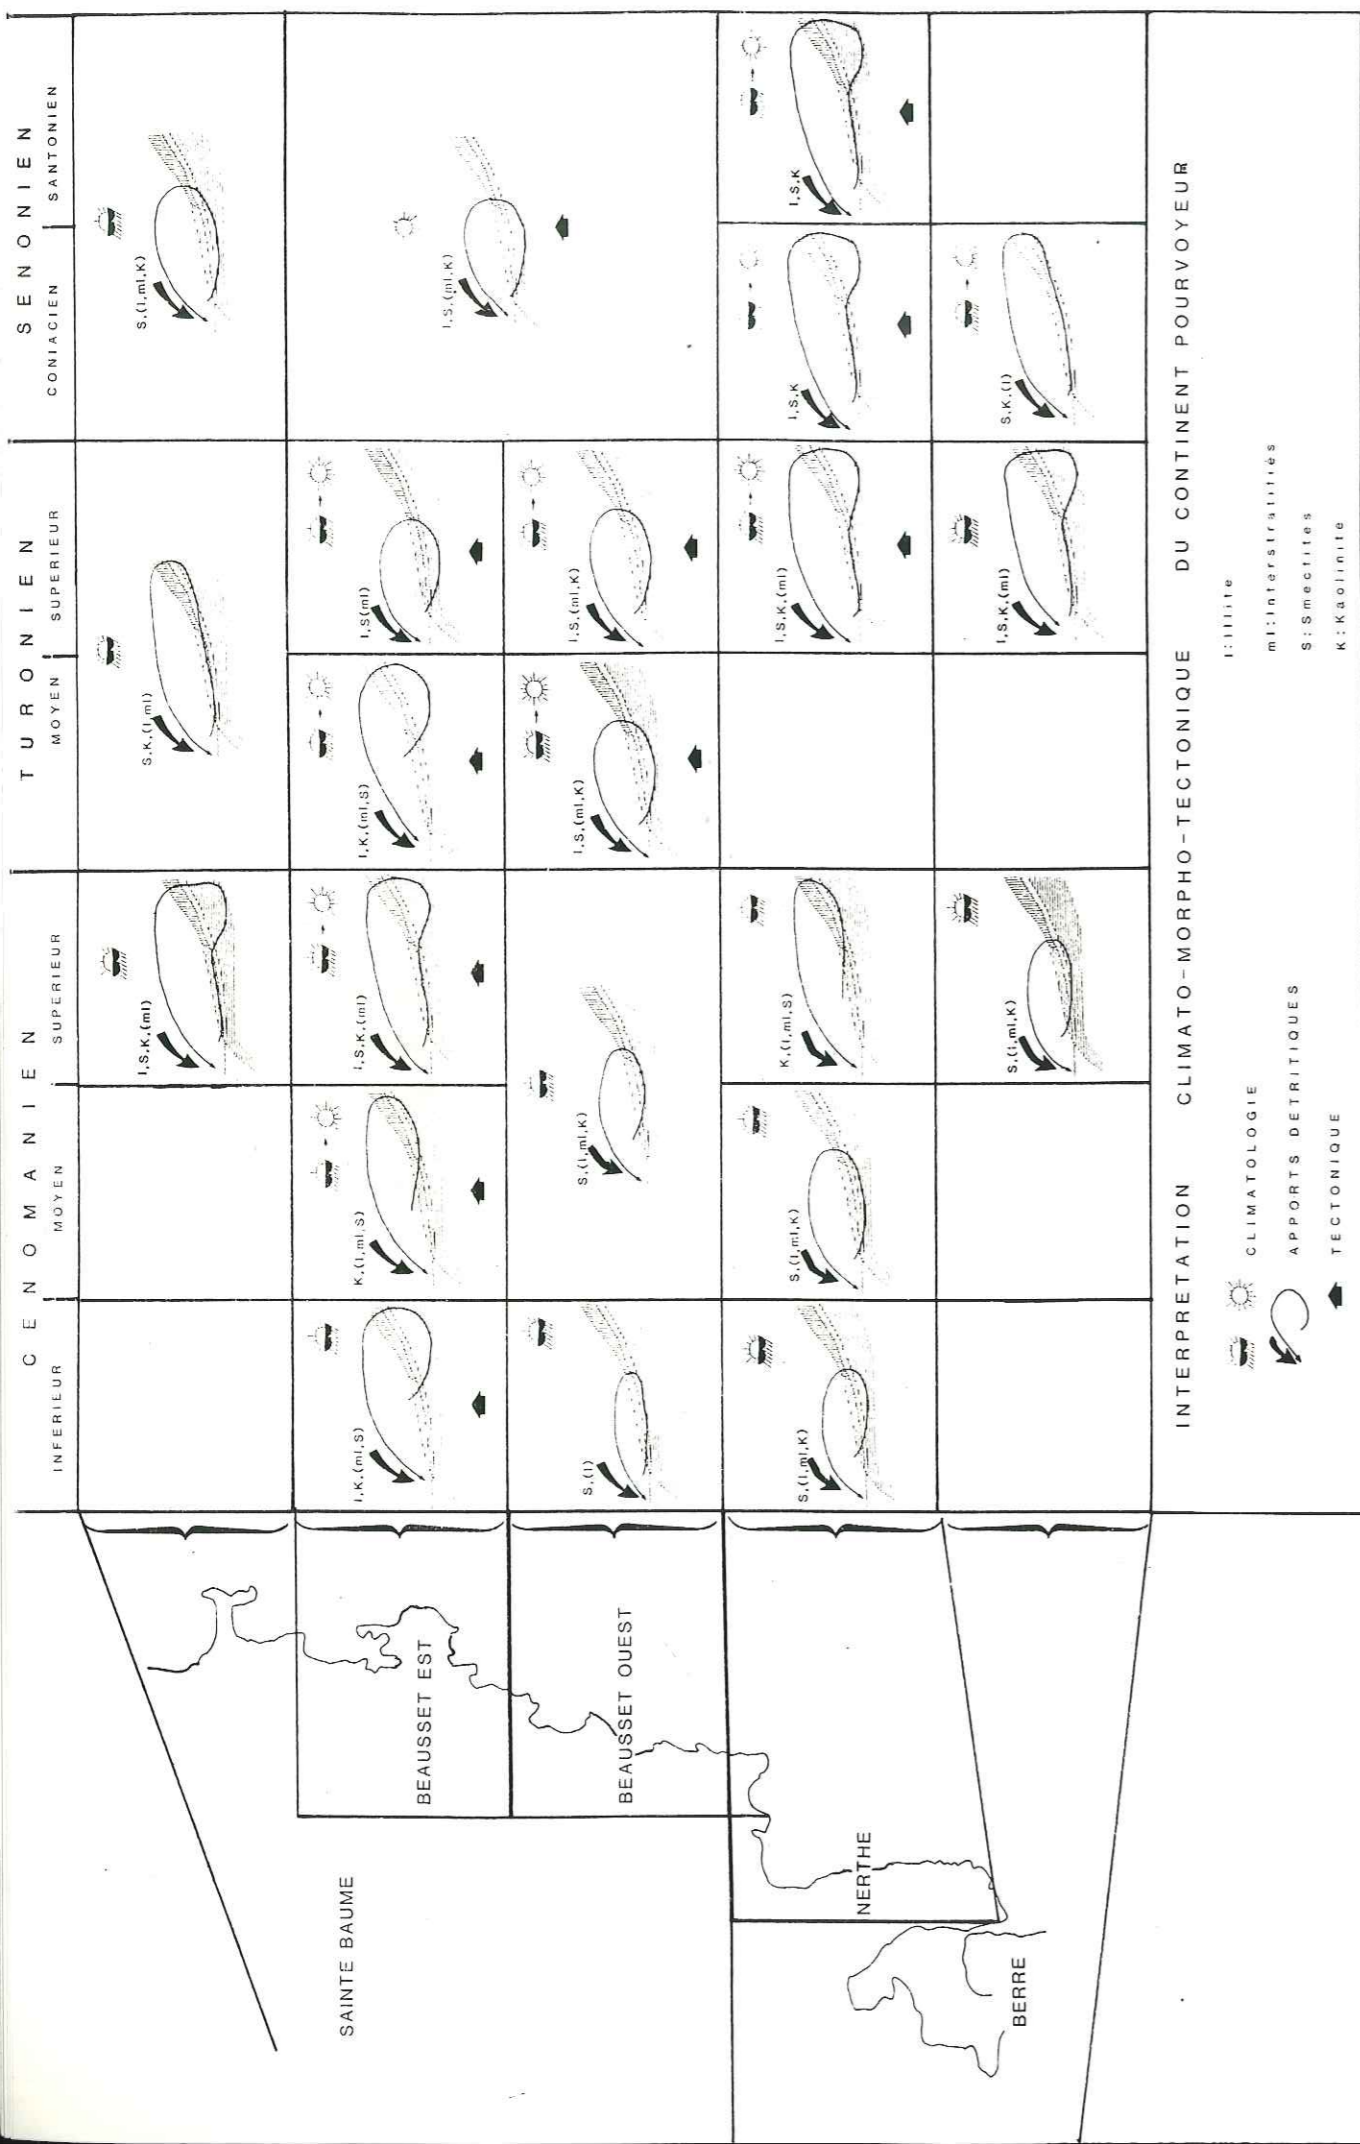 CENOMANIEN
TURONIEN
SENONIEN
INFERIEUR
MOYEN
SUPERIEUR
MOYEN
SUPERIEUR
CONIACIEN
SANTONIEN
SAINTE BAUME
I,S,K,(ml)
S,K,(I,ml)
S,(I,ml,K)
BEAUSSET EST
I,K,(ml,S)
K,(I,ml,S)
I,S,K,(ml)
I,K,(ml,S)
I,S(ml)
I,S,(ml,K)
BEAUSSET OUEST
S,(I)
S,(I,ml,K)
I,S,(ml,K)
I,S,(ml,K)
NERTHE
S,(I,ml,K)
S,(I,ml,K)
K,(I,ml,S)
I,S,K,(ml)
I,S,K
I,S,K
BERRE
S,(I,ml,K)
I,S,K,(ml)
S,K,(I)
INTERPRETATION CLIMATO-MORPHO-TECTONIQUE DU CONTINENT POURVOYEUR
CLIMATOLOGIE
APPORTS DETRITIQUES
TECTONIQUE
I:Illite
ml:Interstratifiés
S:Smectites
K:Kaolinite